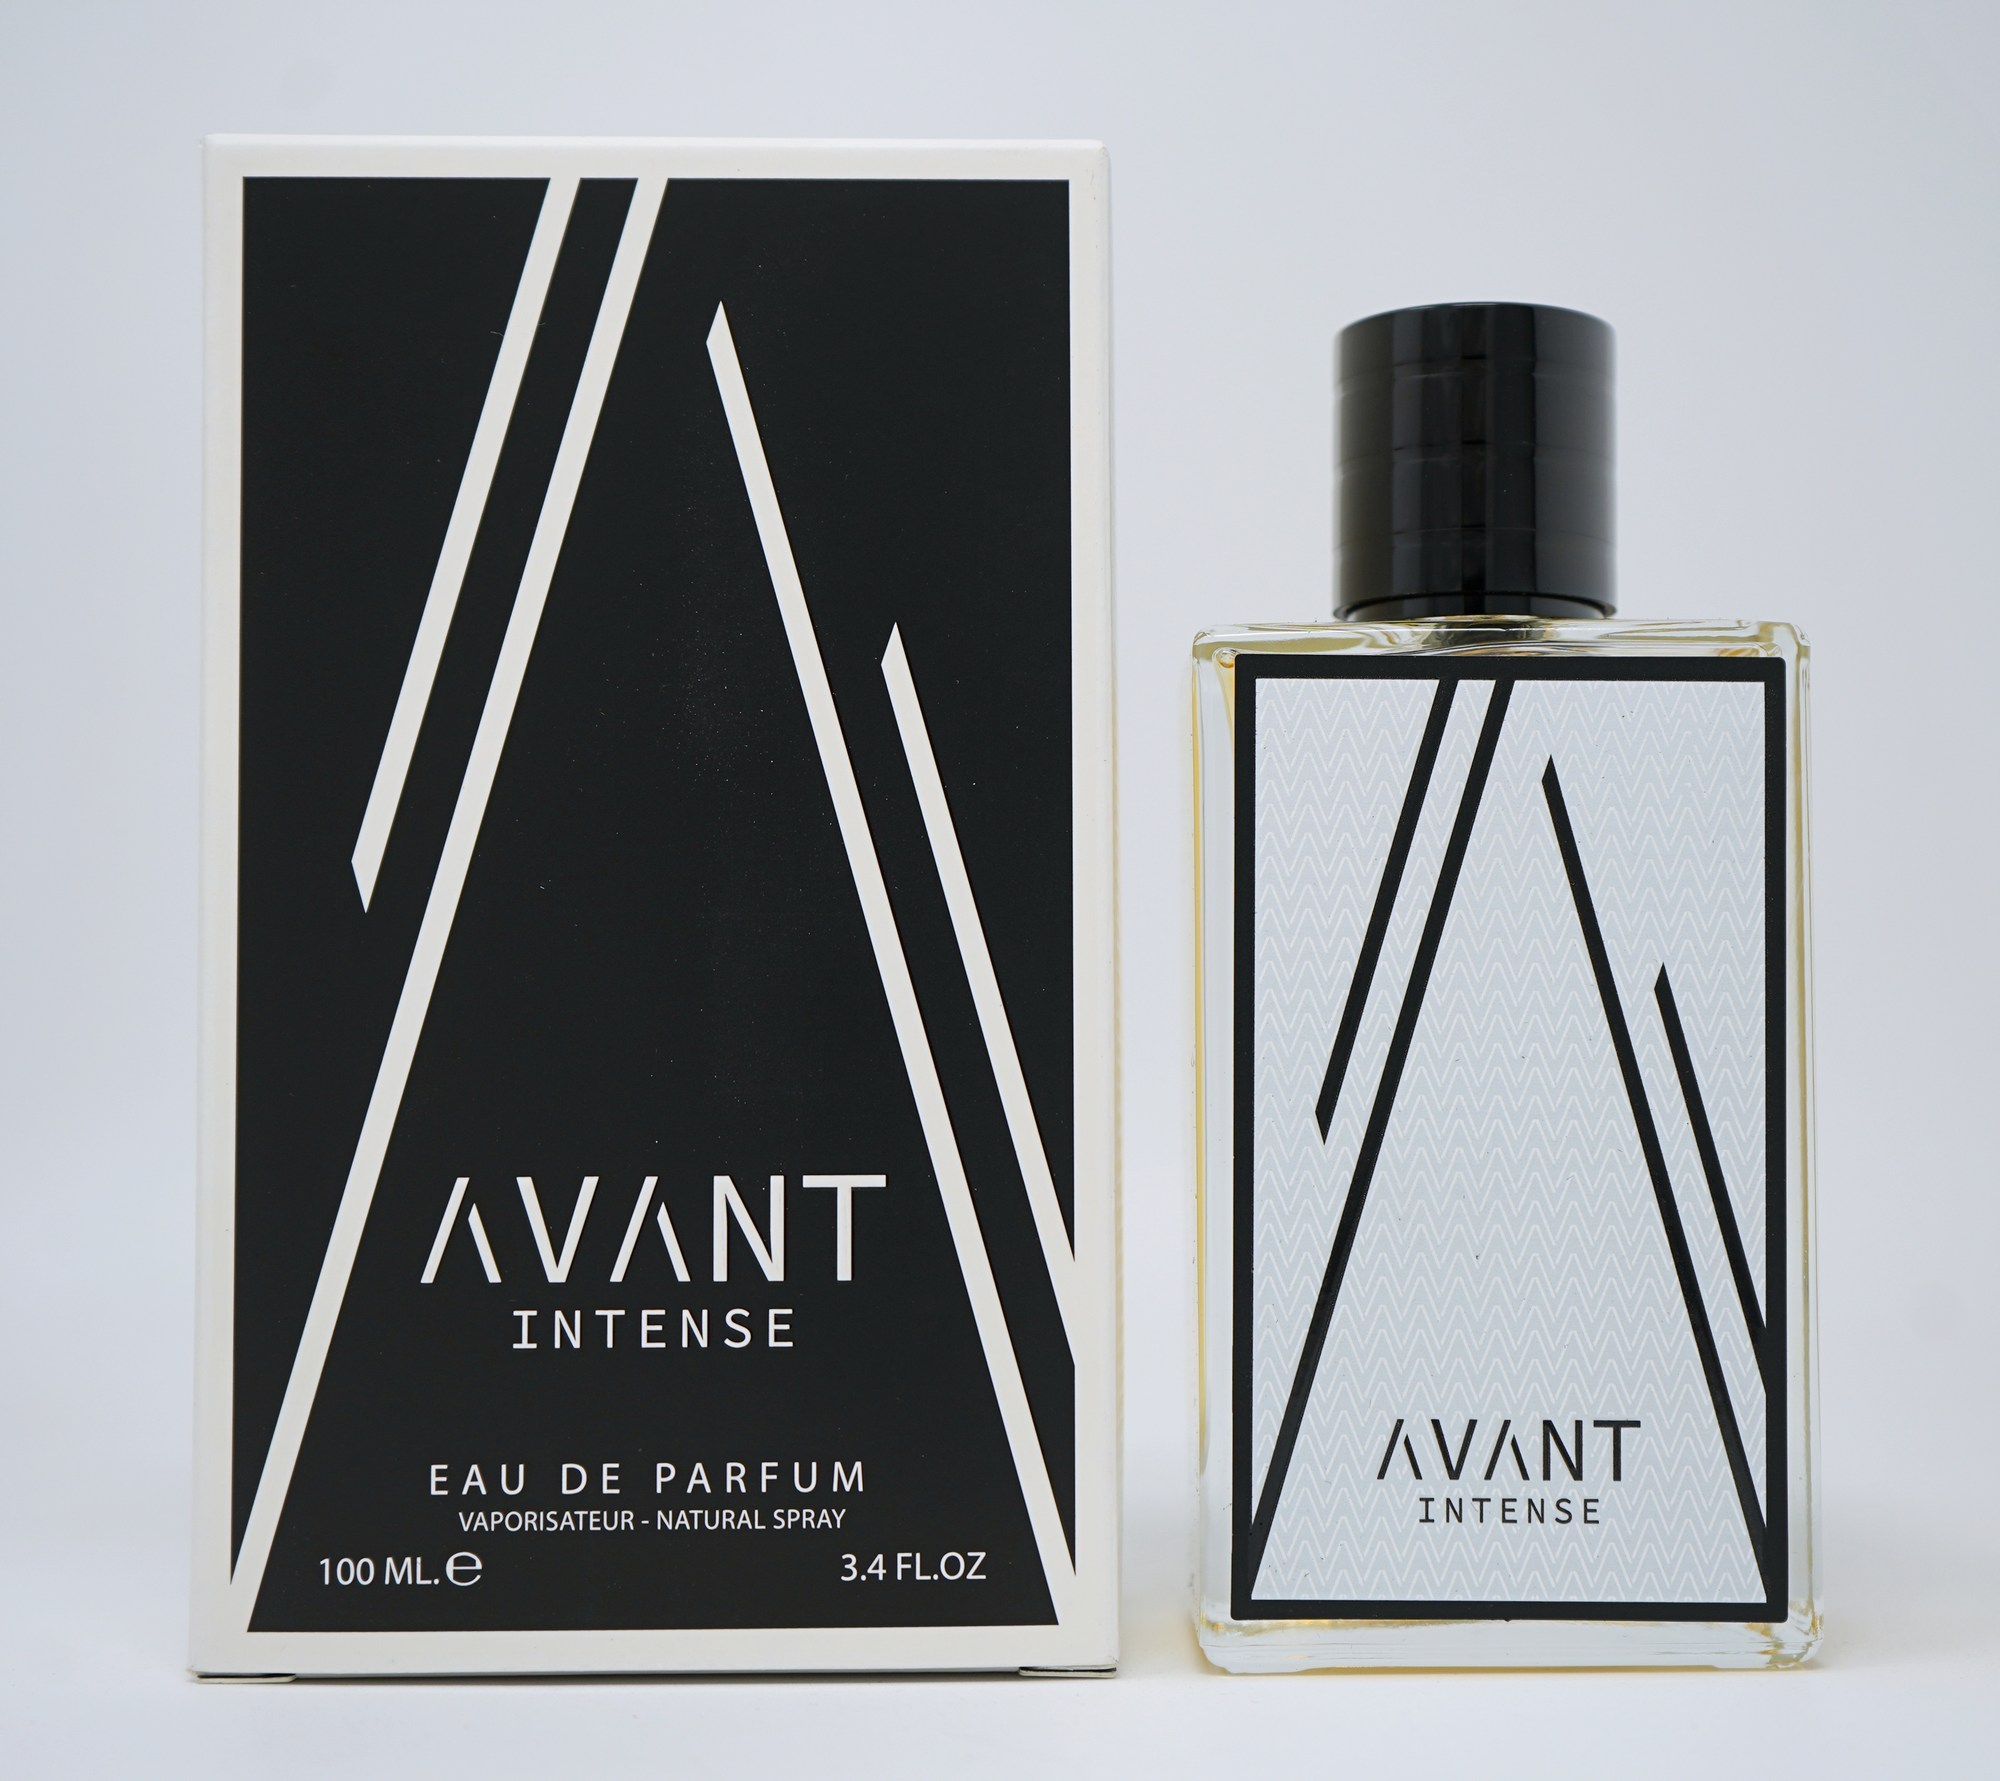 AVANT
INTENSE
EAU DE PARFUM
VAPORISATEUR - NATURAL SPRAY
100 ML. ℮ 3.4 FL.OZ
AVANT
INTENSE